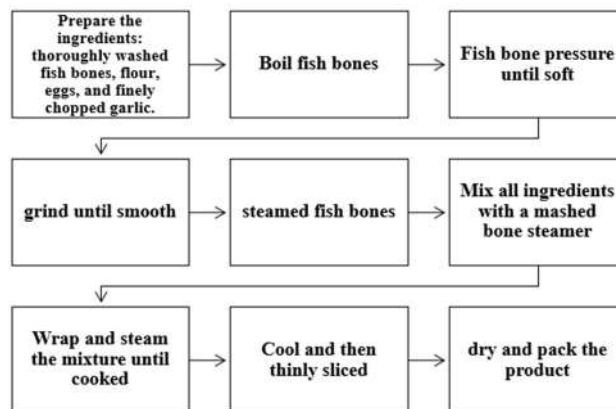 Prepare the
ingredients:
thoroughly washed
fish bones, flour,
eggs, and finely
chopped garlic.
Boil fish bones
Fish bone pressure
until soft
grind until smooth
steamed fish bones
Mix all ingredients
with a mashed
bone steamer
Wrap and steam
the mixture until
cooked
Cool and then
thinly sliced
dry and pack the
product